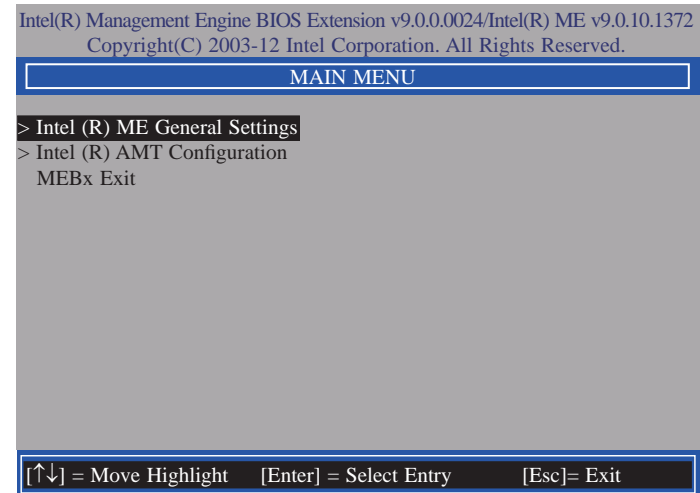 Intel(R) Management Engine BIOS Extension v9.0.0.0024/Intel(R) ME v9.0.10.1372
Copyright(C) 2003-12 Intel Corporation. All Rights Reserved.
MAIN MENU
> Intel (R) ME General Settings
> Intel (R) AMT Configuration
MEBx Exit
[↑↓] = Move Highlight [Enter] = Select Entry [Esc]= Exit